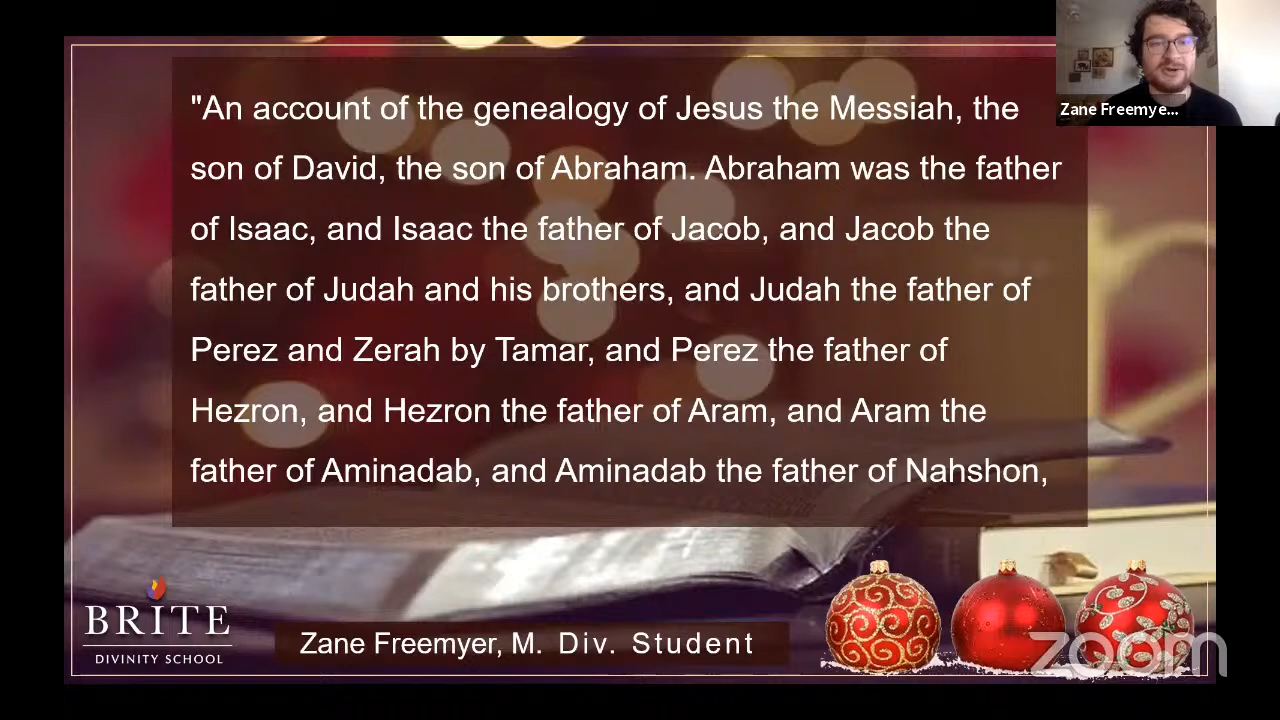 "An account of the genealogy of Jesus the Messiah, the
son of David, the son of Abraham. Abraham was the father
of Isaac, and Isaac the father of Jacob, and Jacob the
father of Judah and his brothers, and Judah the father of
Perez and Zerah by Tamar, and Perez the father of
Hezron, and Hezron the father of Aram, and Aram the
father of Aminadab, and Aminadab the father of Nahshon,
Zane Freemye...
BRITE
DIVINITY SCHOOL
Zane Freemyer, M. Div. Student
zoom